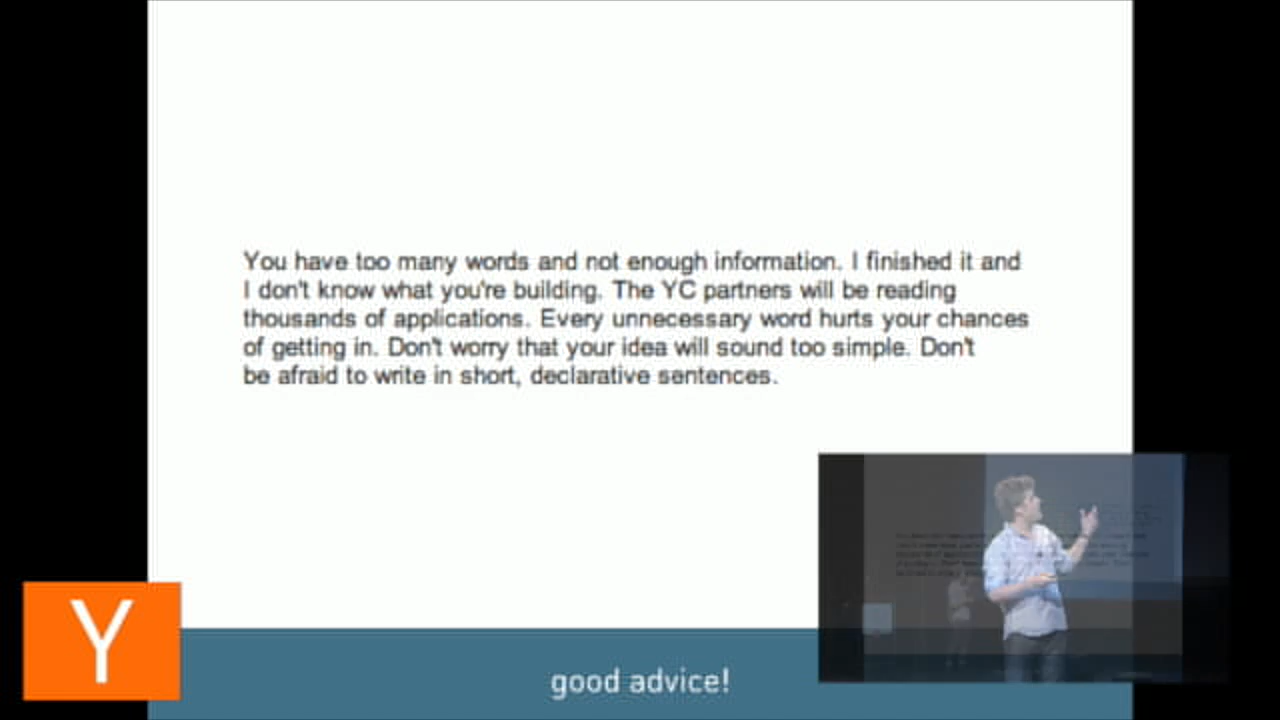 You have too many words and not enough information. I finished it and
I don't know what you're building. The YC partners will be reading
thousands of applications. Every unnecessary word hurts your chances
of getting in. Don't worry that your idea will sound too simple. Don't
be afraid to write in short, declarative sentences.
Y
good advice!